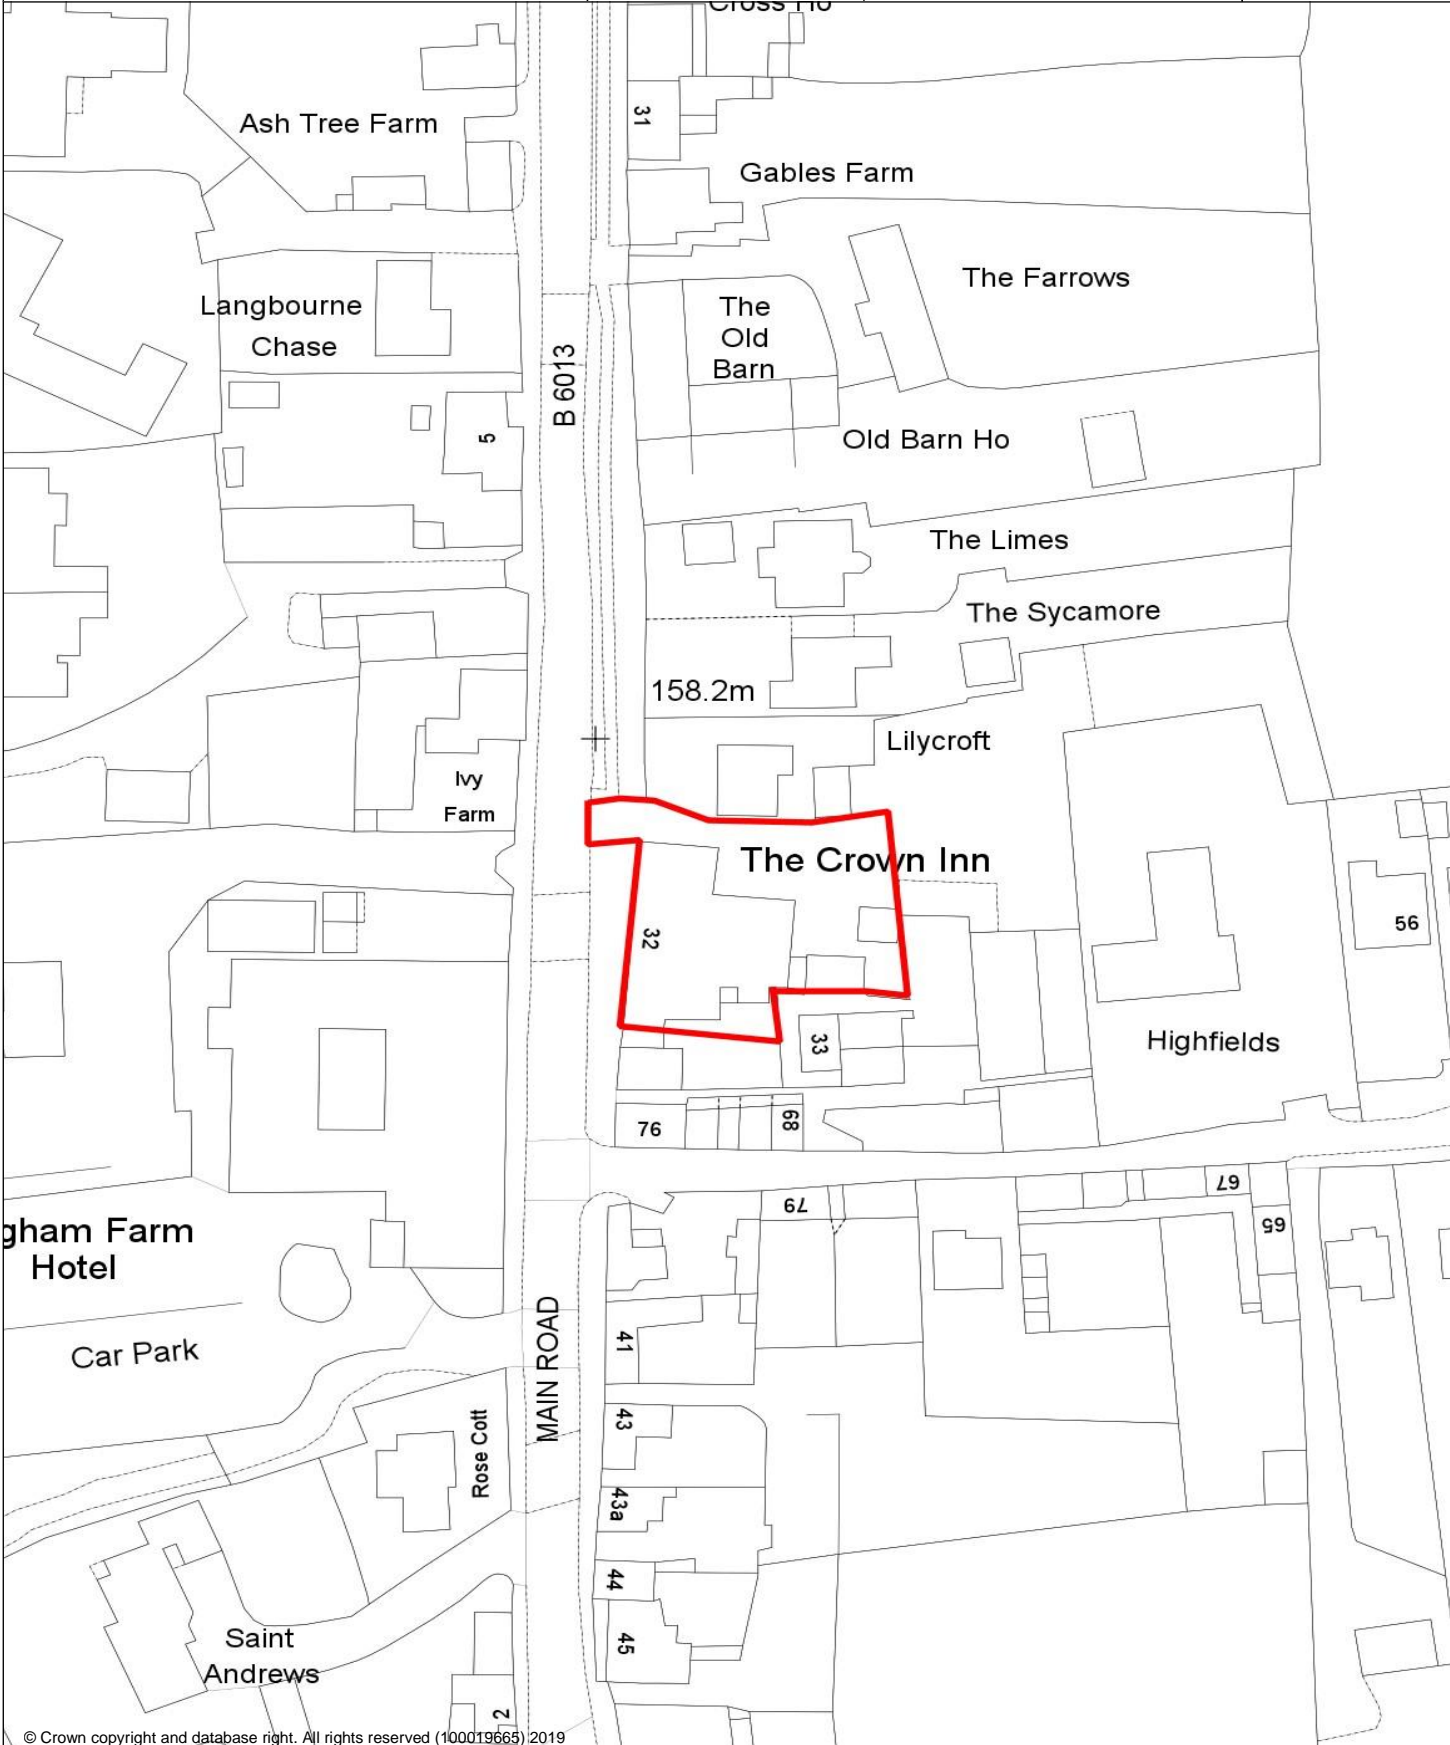 Cross Ho
31
Ash Tree Farm
Gables Farm
The Farrows
Langbourne
Chase
The
Old
Barn
B 6013
5
Old Barn Ho
The Limes
The Sycamore
158.2m
Lilycroft
Ivy
Farm
The Crown Inn
32
56
33
Highfields
76
68
79
67
65
gham Farm
Hotel
Car Park
MAIN ROAD
41
43
Rose Cott
43a
44
45
Saint
Andrews
2
© Crown copyright and database right. All rights reserved (100019665) 2019